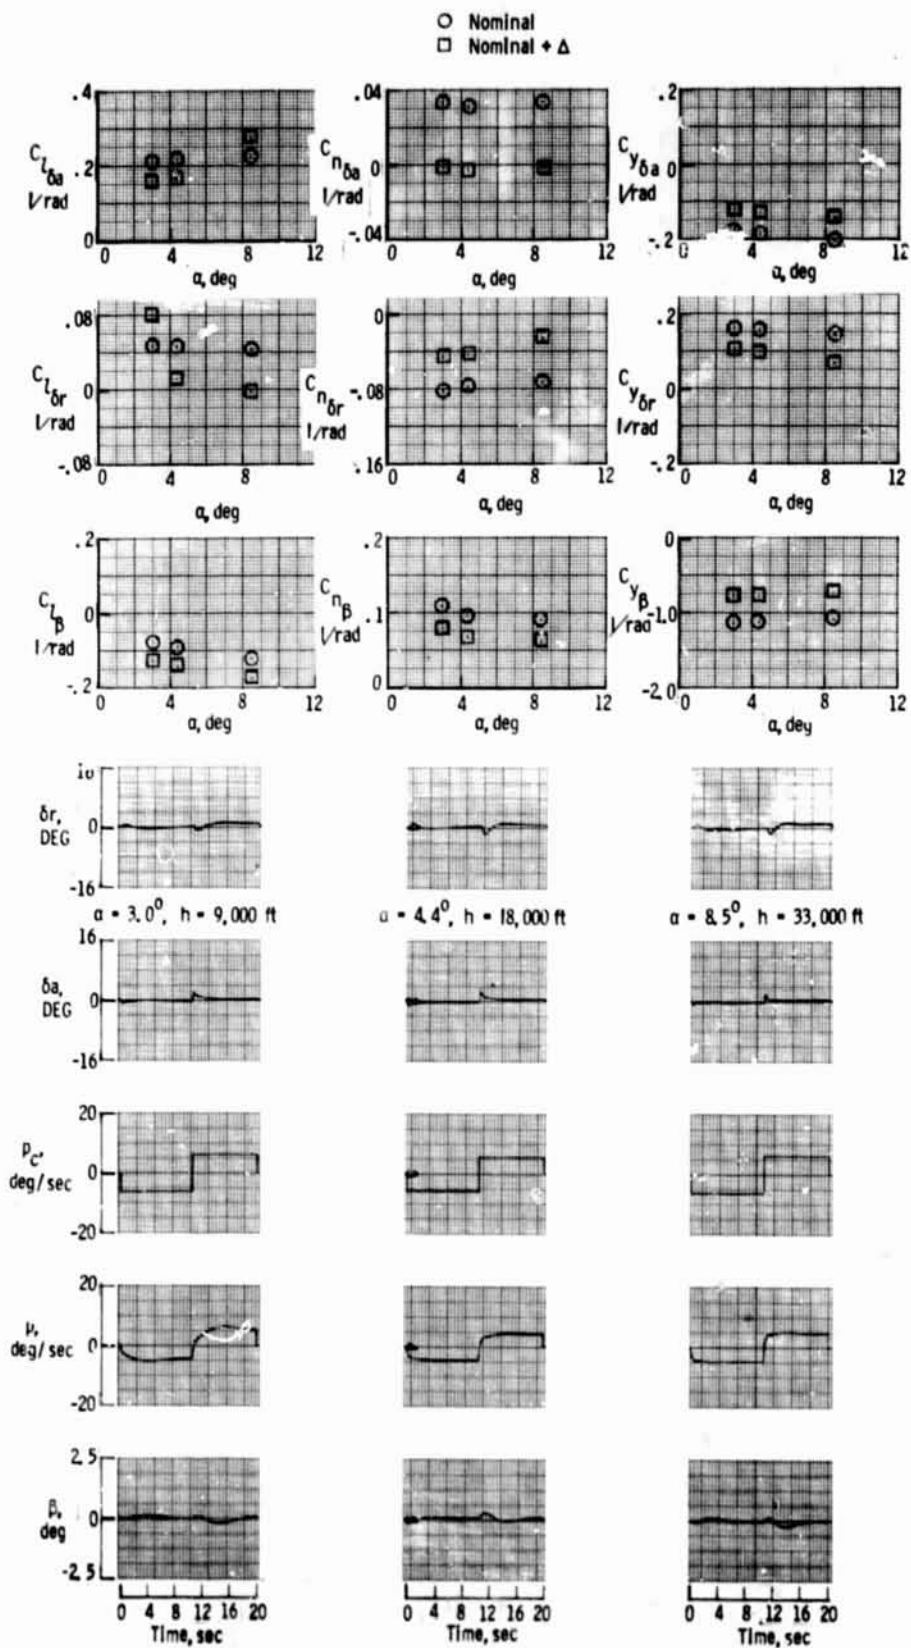 Nominal
Nominal + Δ
.4
.2
0
C_lδa
1/rad
0 4 8 12
α, deg
.04
0
-.04
C_nδa
1/rad
0 4 8 12
α, deg
.2
0
-.2
C_yδa
1/rad
0 4 8 12
α, deg
.08
0
-.08
C_lδr
1/rad
0 4 8 12
α, deg
0
-.08
.16
C_nδr
1/rad
0 4 8 12
α, deg
.2
0
-.2
C_yδr
1/rad
0 4 8 12
α, deg
.2
0
-.2
C_lβ
1/rad
0 4 8 12
α, deg
.2
.1
0
C_nβ
1/rad
0 4 8 12
α, deg
0
-1.0
-2.0
C_yβ
1/rad
0 4 8 12
α, deg
δr,
DEG
0
-16
α = 3.0°, h = 9,000 ft
α = 4.4°, h = 18,000 ft
α = 8.5°, h = 33,000 ft
16
δa,
DEG
0
-16
20
p_c,
deg/sec
0
-20
20
deg/sec
0
-20
2.5
β,
deg
0
-2.5
0 4 8 12 16 20
Time, sec
0 4 8 12 16 20
Time, sec
0 4 8 12 16 20
Time, sec